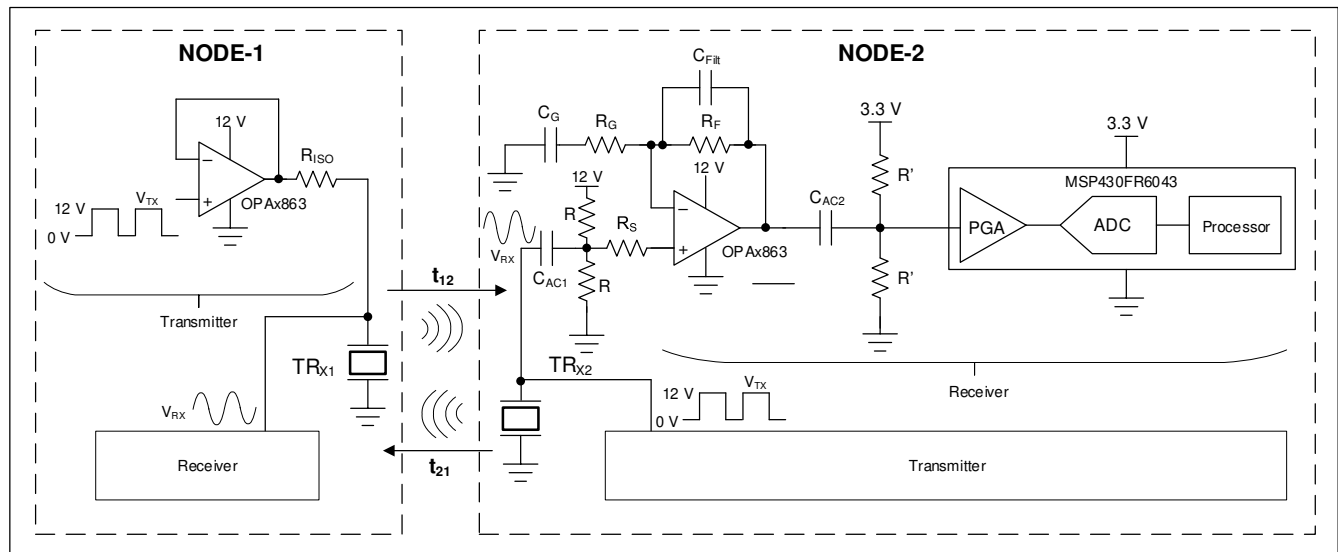 NODE-1
12 V
R_ISO
OPAx863
12 V
V_TX
0 V
Transmitter
TR_X1
V_RX
Receiver
t_12
t_21
NODE-2
C_Filt
C_G
R_G
R_F
12 V
12 V
R
R_S
V_RX
C_AC1
R
OPAx863
C_AC2
3.3 V
R'
R'
3.3 V
MSP430FR6043
PGA
ADC
Processor
Receiver
TR_X2
12 V
V_TX
0 V
Transmitter